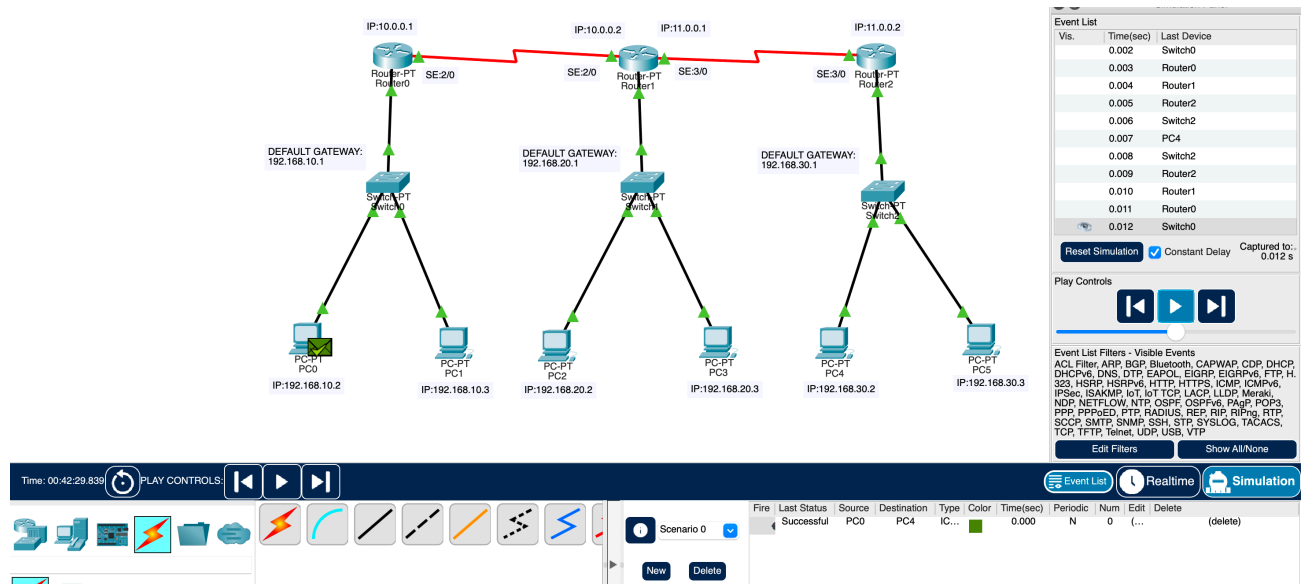 IP:10.0.0.1
IP:10.0.0.2
IP:11.0.0.1
IP:11.0.0.2
Router-PT
Router0
SE:2/0
SE:2/0
Router-PT
Router1
SE:3/0
SE:3/0
Router-PT
Router2
DEFAULT GATEWAY:
192.168.10.1
DEFAULT GATEWAY:
192.168.20.1
DEFAULT GATEWAY:
192.168.30.1
Switch-PT
Switch0
Switch-PT
Switch1
Switch-PT
Switch2
PC-PT
PC0
PC-PT
PC1
PC-PT
PC2
PC-PT
PC3
PC-PT
PC4
PC-PT
PC5
IP:192.168.10.2
IP:192.168.10.3
IP:192.168.20.2
IP:192.168.20.3
IP:192.168.30.2
IP:192.168.30.3
Event List
Vis. Time(sec) Last Device
0.002 Switch0
0.003 Router0
0.004 Router1
0.005 Router2
0.006 Switch2
0.007 PC4
0.008 Switch2
0.009 Router2
0.010 Router1
0.011 Router0
0.012 Switch0
Reset Simulation Constant Delay Captured to:
0.012 s
Play Controls
Event List Filters - Visible Events
ACL Filter, ARP, BGP, Bluetooth, CAPWAP, CDP, DHCP,
DHCPv6, DNS, DTP, EAPOL, EIGRP, EIGRPv6, FTP, H.
323, HSRP, HSRPv6, HTTP, HTTPS, ICMP, ICMPv6,
IPSec, ISAKMP, IoT, IoT TCP, LACP, LLDP, Meraki,
NDP, NETFLOW, NTP, OSPF, OSPFv6, PAgP, POP3,
PPP, PPPoED, PTP, RADIUS, REP, RIP, RIPng, RTP,
SCCP, SMTP, SNMP, SSH, STP, SYSLOG, TACACS,
TCP, TFTP, Telnet, UDP, USB, VTP
Edit Filters Show All/None
Time: 00:42:29.839 PLAY CONTROLS: Event List Realtime Simulation
Scenario 0
New Delete
Fire Last Status Source Destination Type Color Time(sec) Periodic Num Edit Delete
Successful PC0 PC4 IC... 0.000 N 0 (... (delete)